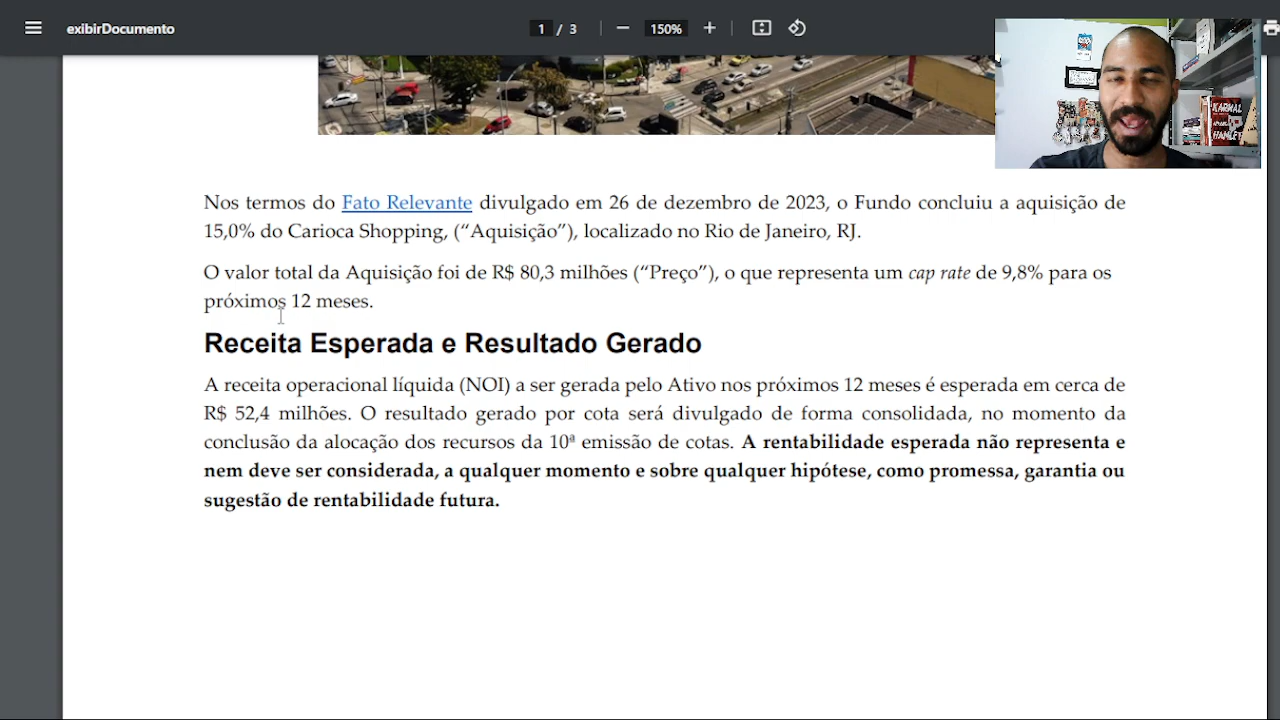 exibirDocumento
1 / 3
150%
Nos termos do Fato Relevante divulgado em 26 de dezembro de 2023, o Fundo concluiu a aquisição de
15,0% do Carioca Shopping, (“Aquisição”), localizado no Rio de Janeiro, RJ.
O valor total da Aquisição foi de R$ 80,3 milhões (“Preço”), o que representa um cap rate de 9,8% para os
próximos 12 meses.
Receita Esperada e Resultado Gerado
A receita operacional líquida (NOI) a ser gerada pelo Ativo nos próximos 12 meses é esperada em cerca de
R$ 52,4 milhões. O resultado gerado por cota será divulgado de forma consolidada, no momento da
conclusão da alocação dos recursos da 10ª emissão de cotas. A rentabilidade esperada não representa e
nem deve ser considerada, a qualquer momento e sobre qualquer hipótese, como promessa, garantia ou
sugestão de rentabilidade futura.
HAMLET